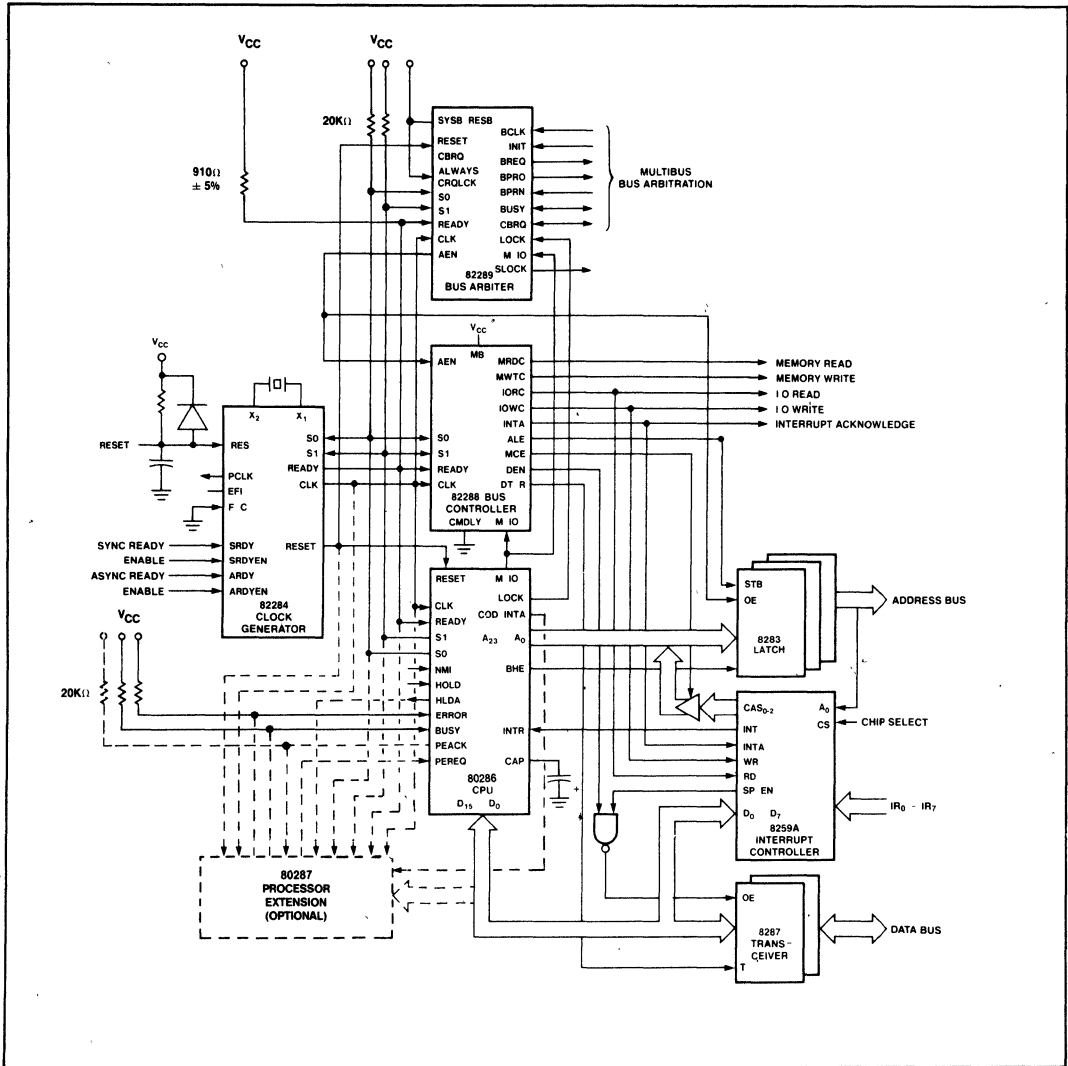 VCC
VCC
20KΩ
910Ω
± 5%
SYSB RESB
RESET
CBRQ
ALWAYS
CRQLCK
S0
S1
READY
CLK
AEN
BCLK
INIT
BREQ
BPRO
BPRN
BUSY
CBRQ
LOCK
M IO
SLOCK
82289
BUS ARBITER
MULTIBUS
BUS ARBITRATION
VCC
MB
AEN
S0
S1
READY
CLK
MRDC
MWTC
IORC
IOWC
INTA
ALE
MCE
DEN
DT R
82288 BUS
CONTROLLER
CMDLY M IO
MEMORY READ
MEMORY WRITE
I O READ
I O WRITE
INTERRUPT ACKNOWLEDGE
VCC
X2 X1
RESET
RES
PCLK
EFI
F C
S0
S1
READY
CLK
RESET
SYNC READY
ENABLE
ASYNC READY
ENABLE
SRDY
SRDYEN
ARDY
ARDYEN
82284
CLOCK
GENERATOR
VCC
20KΩ
RESET
M IO
LOCK
COD INTA
CLK
READY
S1
S0
NMI
HOLD
HLDA
ERROR
BUSY
PEACK
PEREQ
A23 A0
BHE
INTR
CAP
+
80286
CPU
D15 D0
STB
OE
8283
LATCH
ADDRESS BUS
CAS0-2
A0
CS
CHIP SELECT
INT
INTA
WR
RD
SP EN
D0 D7
8259A
INTERRUPT
CONTROLLER
IR0 - IR7
80287
PROCESSOR
EXTENSION
(OPTIONAL)
OE
8287
TRANS-
CEIVER
T
DATA BUS